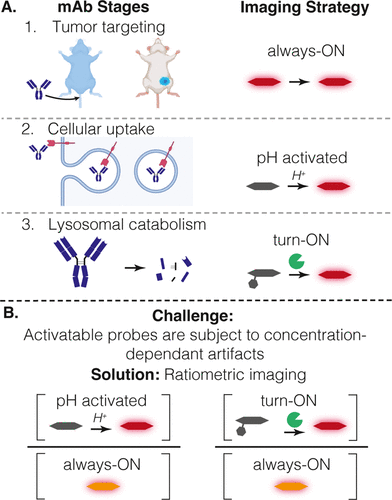 A. mAb Stages Imaging Strategy
1. Tumor targeting
always-ON
2. Cellular uptake
pH activated
H+
3. Lysosomal catabolism
turn-ON
B. Challenge:
Activatable probes are subject to concentration-
dependant artifacts
Solution: Ratiometric imaging
pH activated turn-ON
H+
always-ON always-ON